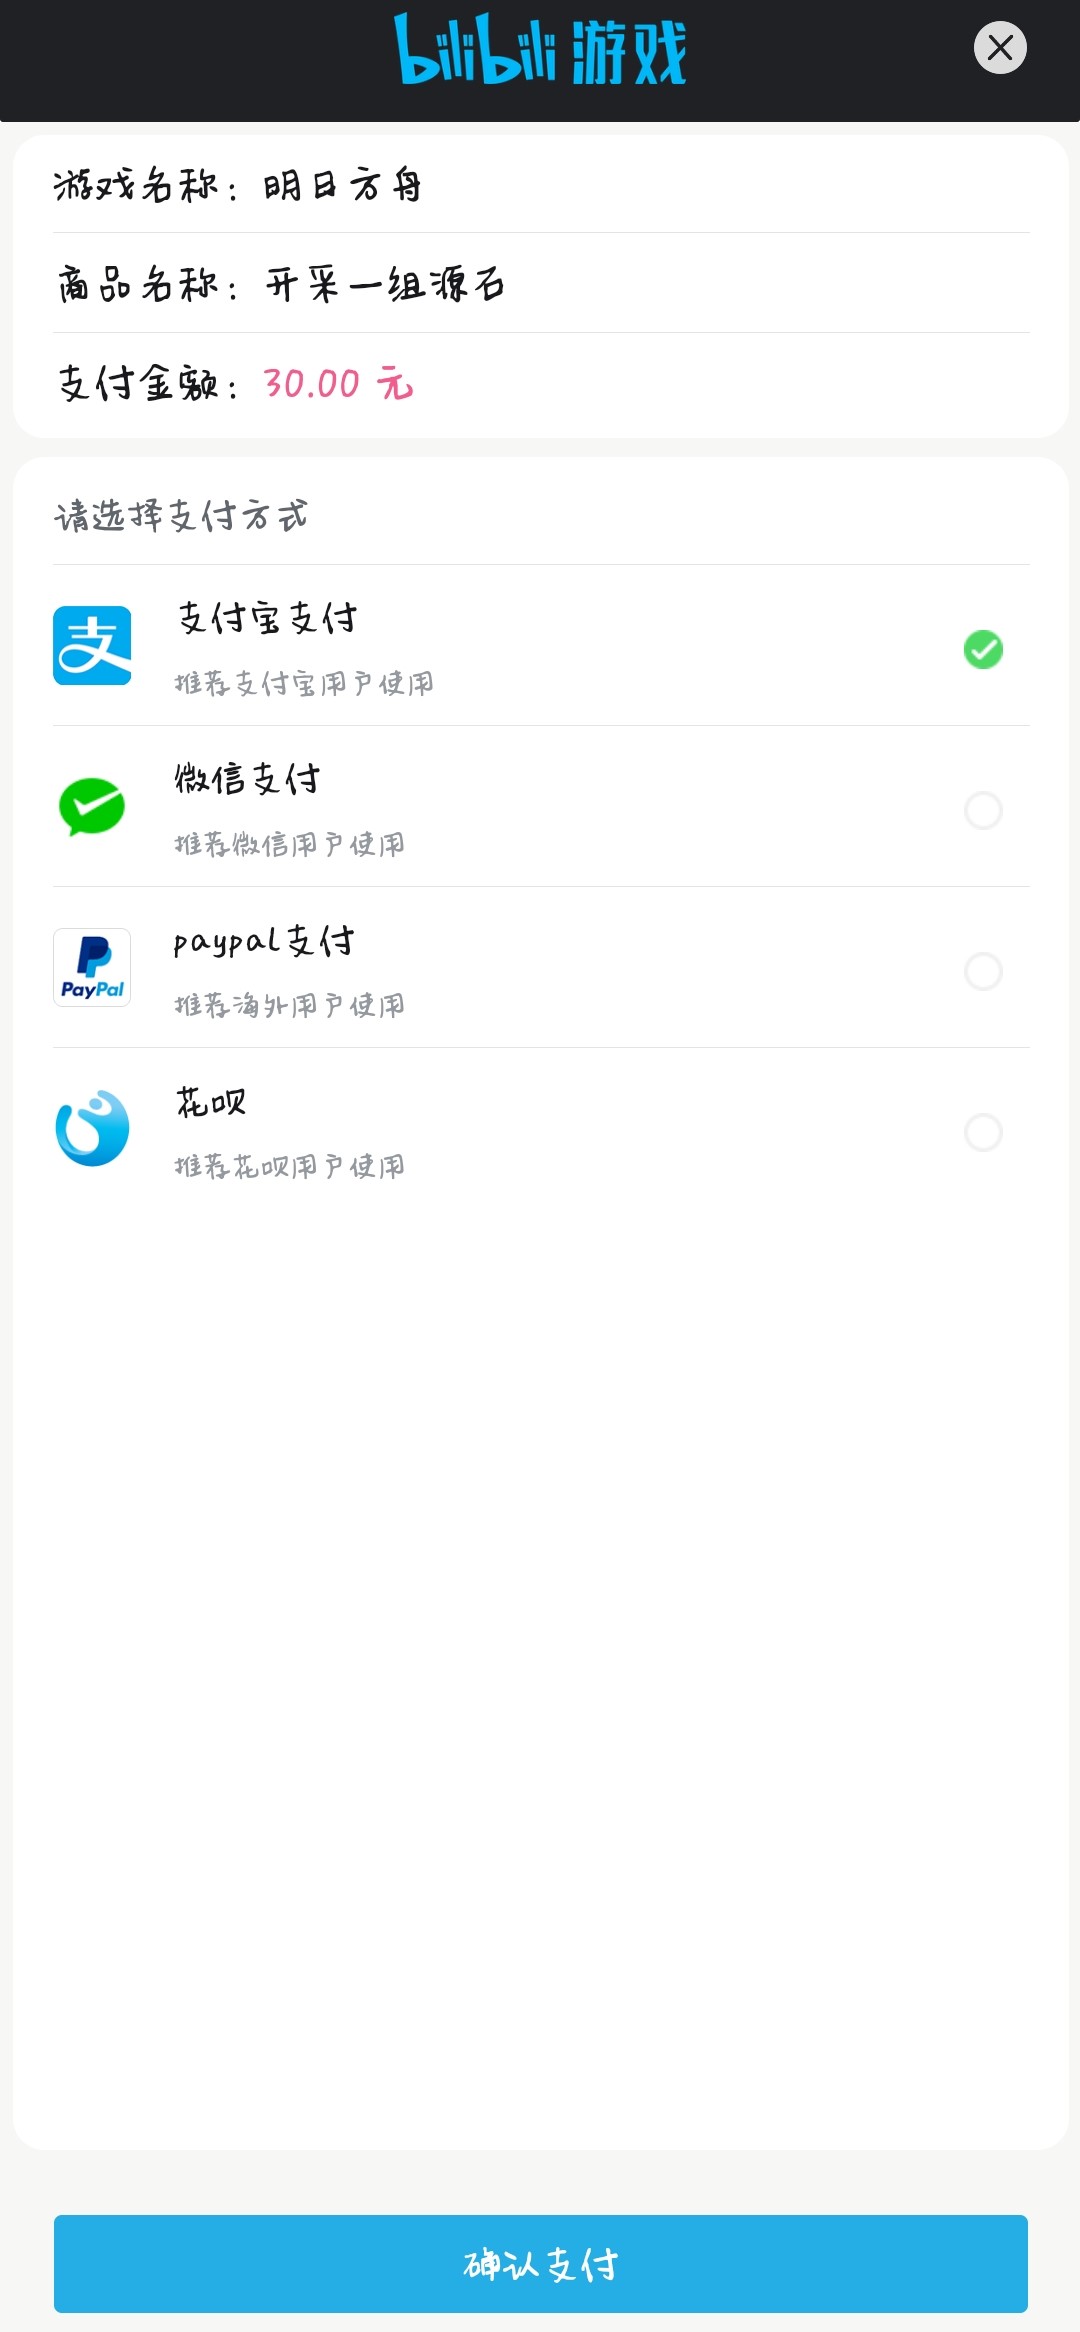 bilibili 游戏
游戏名称：明日方舟
商品名称：开采一组源石
支付金额：30.00 元
请选择支付方式
支
支付宝支付
推荐支付宝用户使用
微信支付
推荐微信用户使用
PayPal
paypal支付
推荐海外用户使用
花呗
推荐花呗用户使用
确认支付